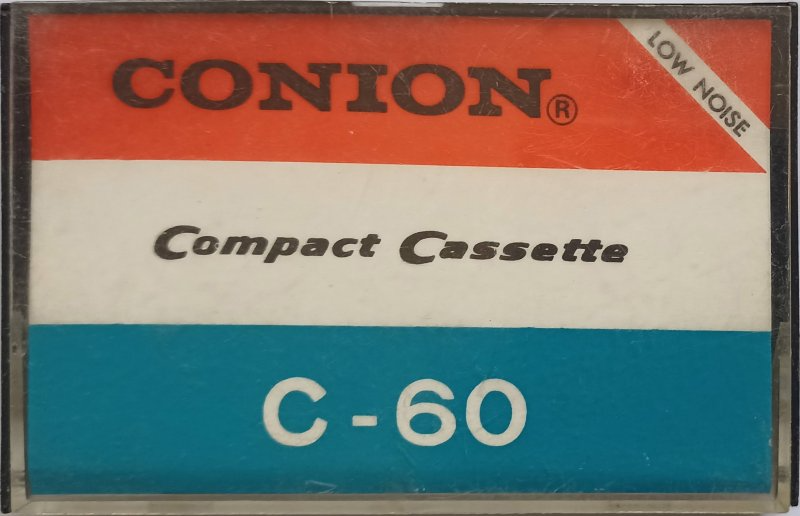 CONION®
LOW NOISE
Compact Cassette
C-60